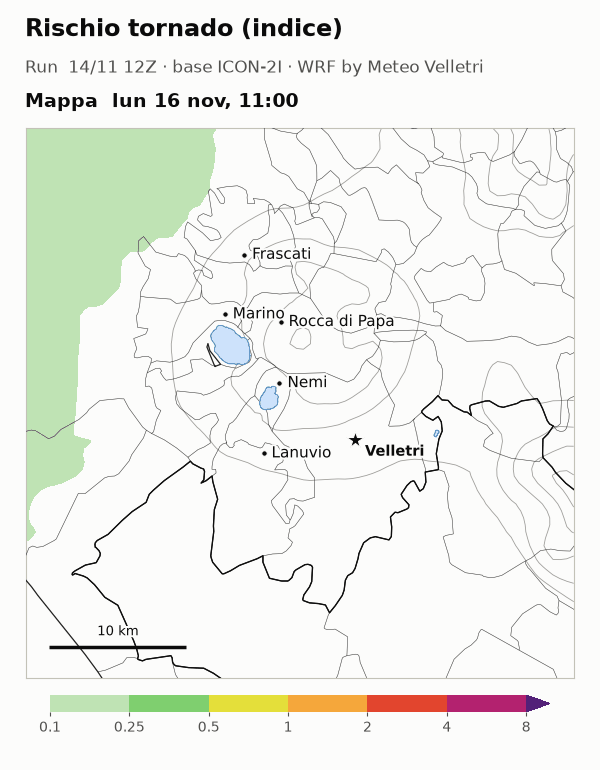 Rischio tornado (indice)
Run  14/11 12Z · base ICON-2I · WRF by Meteo Velletri
Mappa  lun 16 nov, 11:00
Frascati
Marino
Rocca di Papa
Nemi
Velletri
Lanuvio
10 km
0.1 0.25 0.5 1 2 4 8